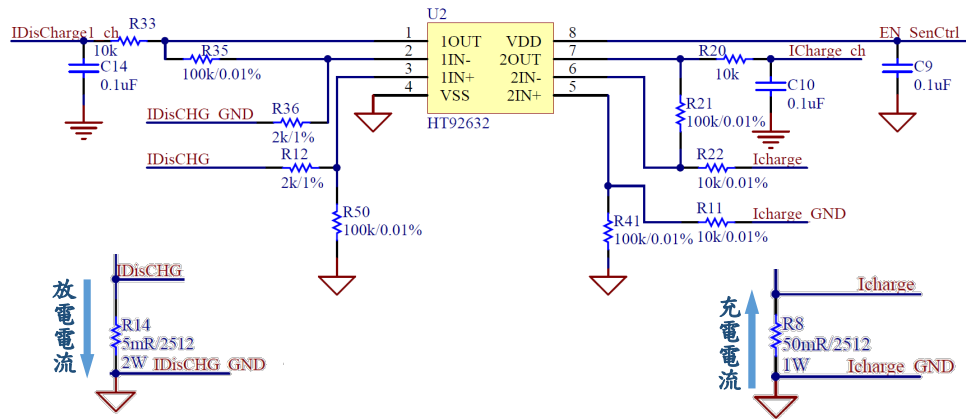 U2
IDisCharge1_ch
R33
10k
C14
0.1uF
R35
100k/0.01%
1
2
3
4
1OUT
1IN-
1IN+
VSS
VDD
2OUT
2IN-
2IN+
8
7
6
5
HT92632
EN_SenCtrl
R20
10k
ICharge_ch
C10
0.1uF
C9
0.1uF
R21
100k/0.01%
IDisCHG_GND
R36
2k/1%
IDisCHG
R12
2k/1%
R22
10k/0.01%
Icharge
R50
100k/0.01%
R41
100k/0.01%
R11
10k/0.01%
Icharge_GND
放電電流
IDisCHG
R14
5mR/2512
2W
IDisCHG_GND
充電電流
Icharge
R8
50mR/2512
1W
Icharge_GND